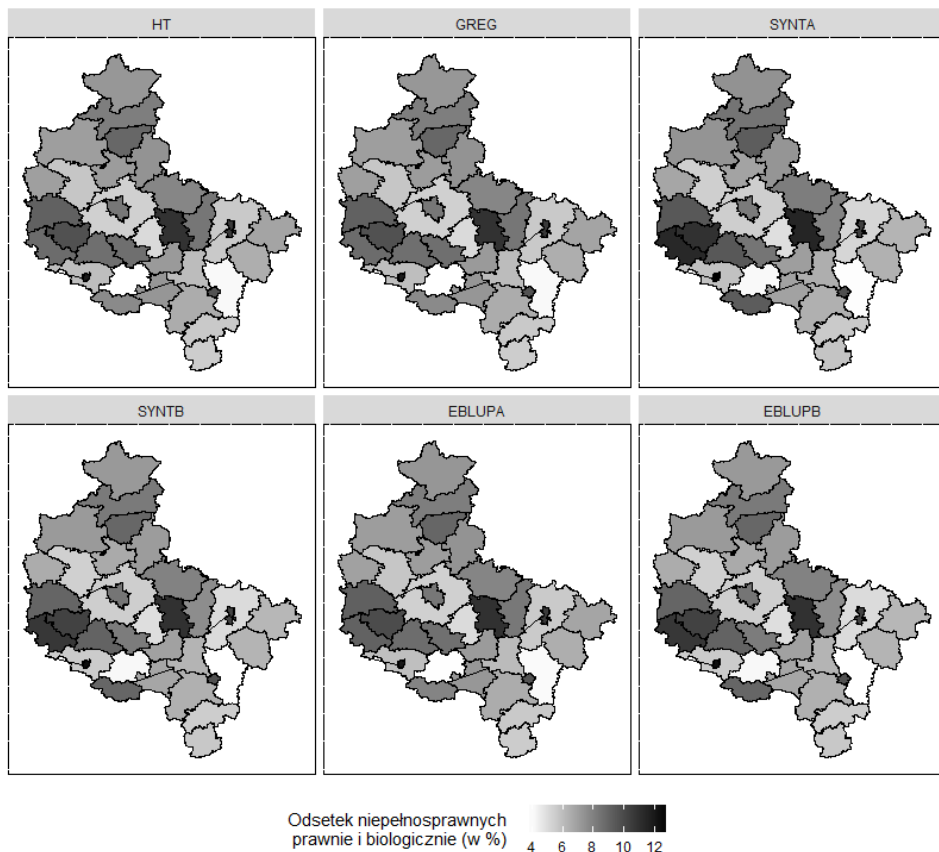 HT GREG SYNTA
SYNTB EBLUPA EBLUPB
Odsetek niepełnosprawnych
prawnie i biologicznie (w %)
4 6 8 10 12